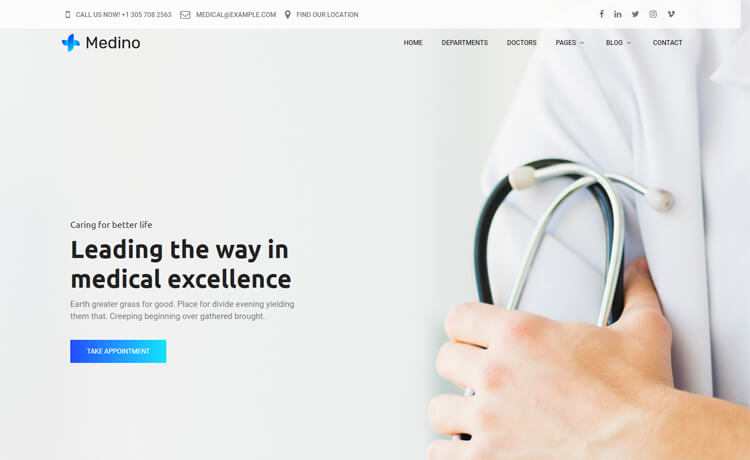 CALL US NOW! +1 305 708 2563 MEDICAL@EXAMPLE.COM FIND OUR LOCATION
Medino HOME DEPARTMENTS DOCTORS PAGES BLOG CONTACT
Caring for better life
Leading the way in
medical excellence
Earth greater grass for good. Place for divide evening yielding
them that. Creeping beginning over gathered brought.
TAKE APPOINTMENT